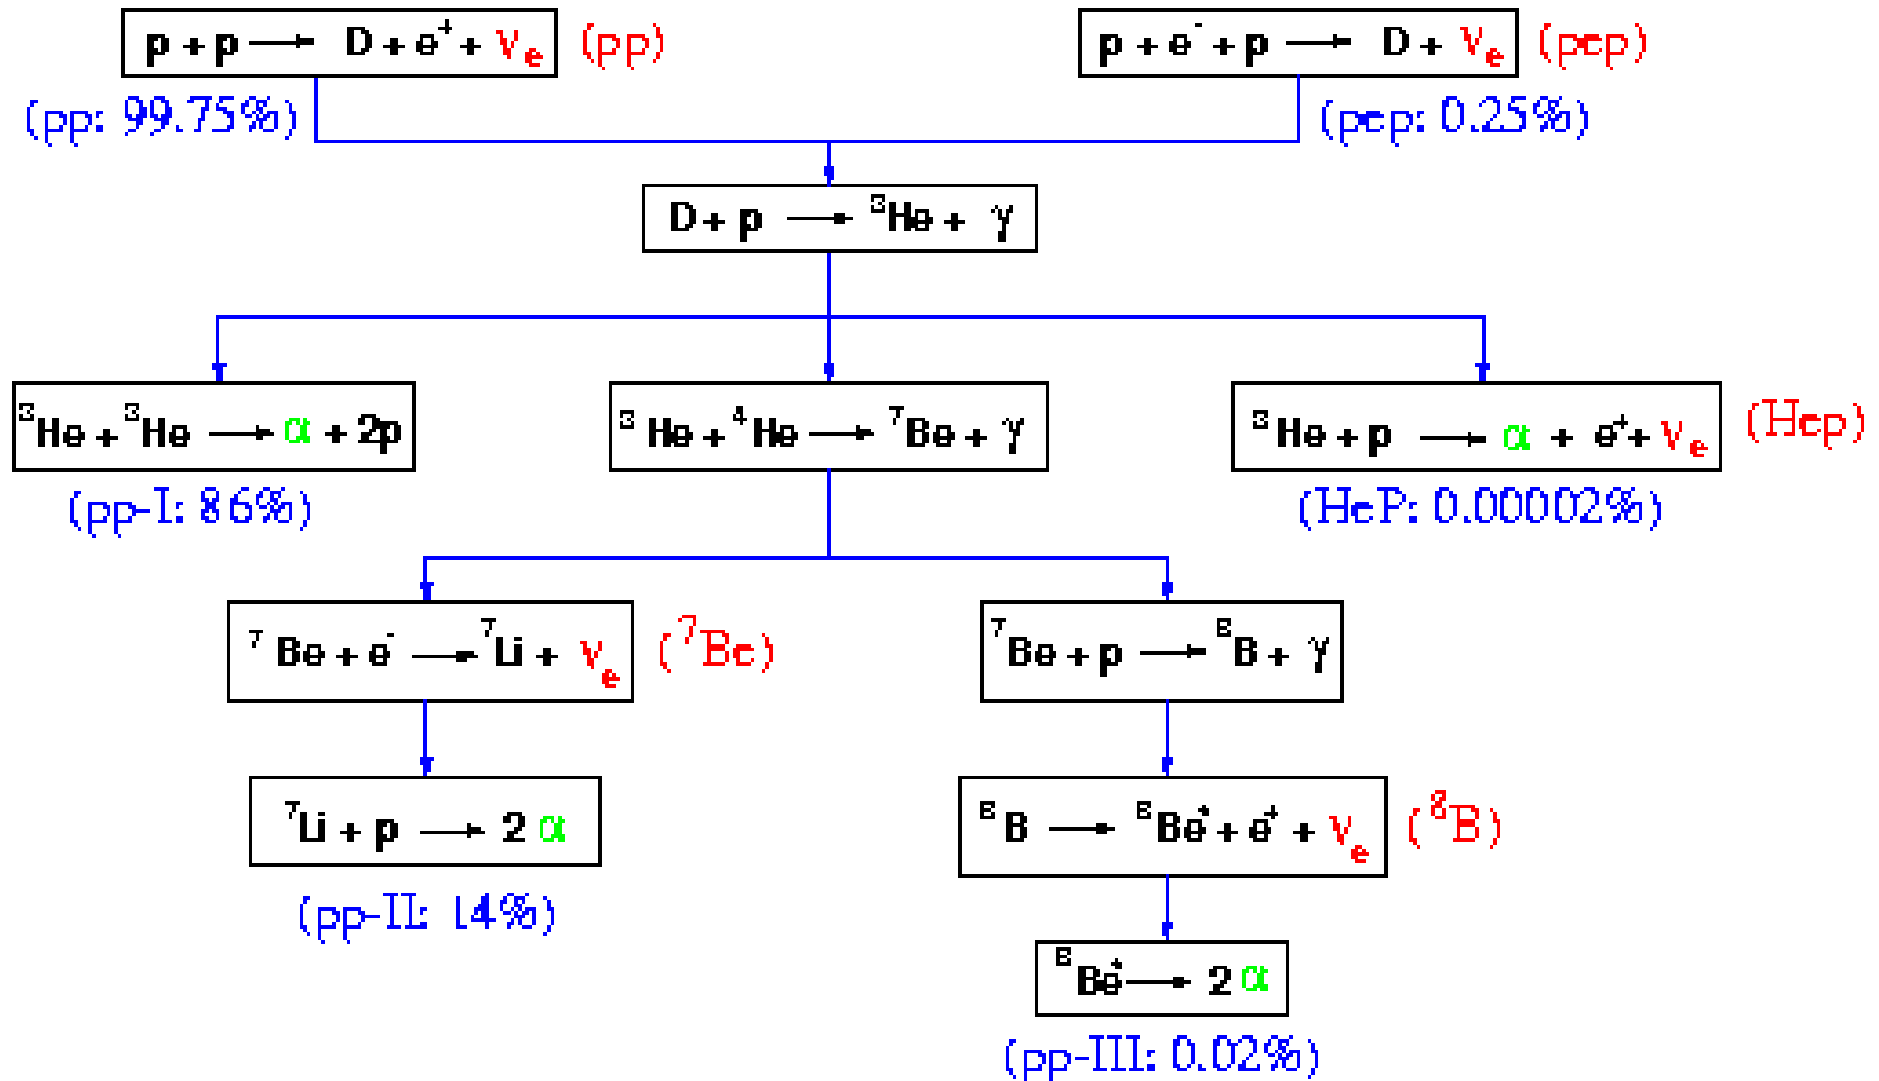 p + p → D + e⁺ + νₑ (pp)
p + e⁻ + p → D + νₑ (pep)
(pp: 99.75%)
(pep: 0.25%)
D + p → ³He + γ
³He + ³He → α + 2p
³He + ⁴He → ⁷Be + γ
³He + p → α + e⁺ + νₑ (Hep)
(pp-I: 86%)
(HeP: 0.00002%)
⁷Be + e⁻ → ⁷Li + νₑ (⁷Be)
⁷Be + p → ⁸B + γ
⁷Li + p → 2 α
⁸B → ⁸Be* + e⁺ + νₑ (⁸B)
(pp-II: 14%)
⁸Be* → 2 α
(pp-III: 0.02%)